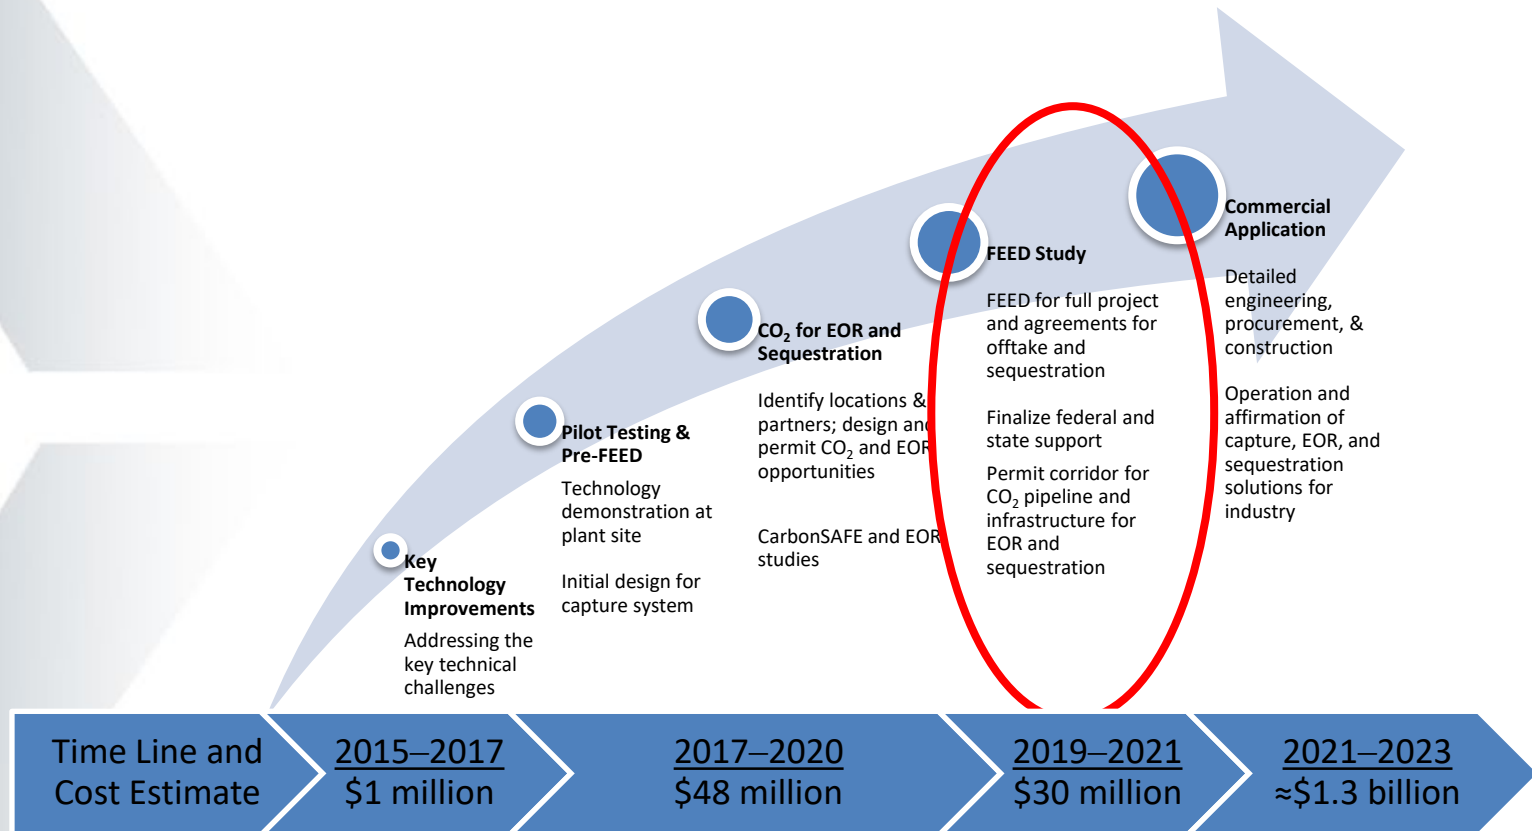 Key
Technology
Improvements
Addressing the
key technical
challenges
Pilot Testing &
Pre-FEED
Technology
demonstration at
plant site
Initial design for
capture system
CO₂ for EOR and
Sequestration
Identify locations &
partners; design and
permit CO₂ and EOR
opportunities
CarbonSAFE and EOR
studies
FEED Study
FEED for full project
and agreements for
offtake and
sequestration
Finalize federal and
state support
Permit corridor for
CO₂ pipeline and
infrastructure for
EOR and
sequestration
Commercial
Application
Detailed
engineering,
procurement, &
construction
Operation and
affirmation of
capture, EOR, and
sequestration
solutions for
industry
Time Line and
Cost Estimate
2015–2017
$1 million
2017–2020
$48 million
2019–2021
$30 million
2021–2023
≈$1.3 billion